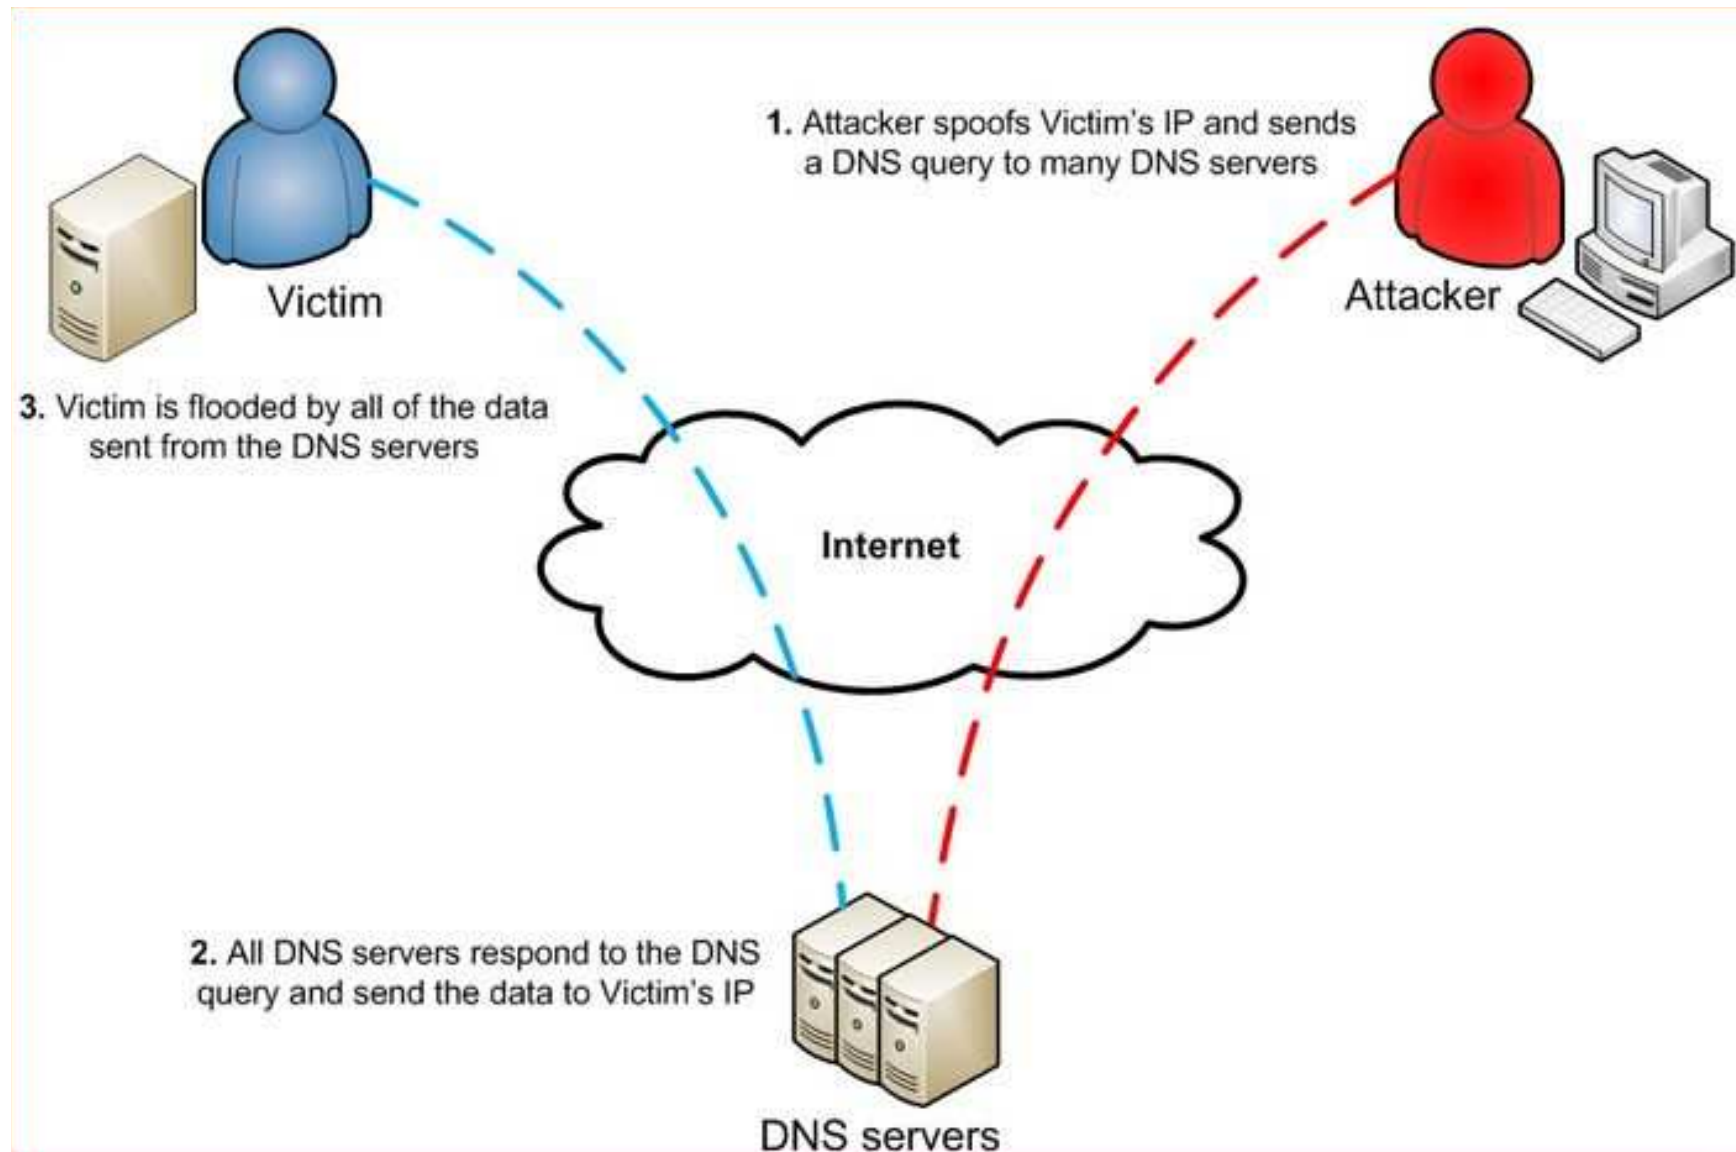 1. Attacker spoofs Victim's IP and sends
a DNS query to many DNS servers
Victim
Attacker
3. Victim is flooded by all of the data
sent from the DNS servers
Internet
2. All DNS servers respond to the DNS
query and send the data to Victim's IP
DNS servers